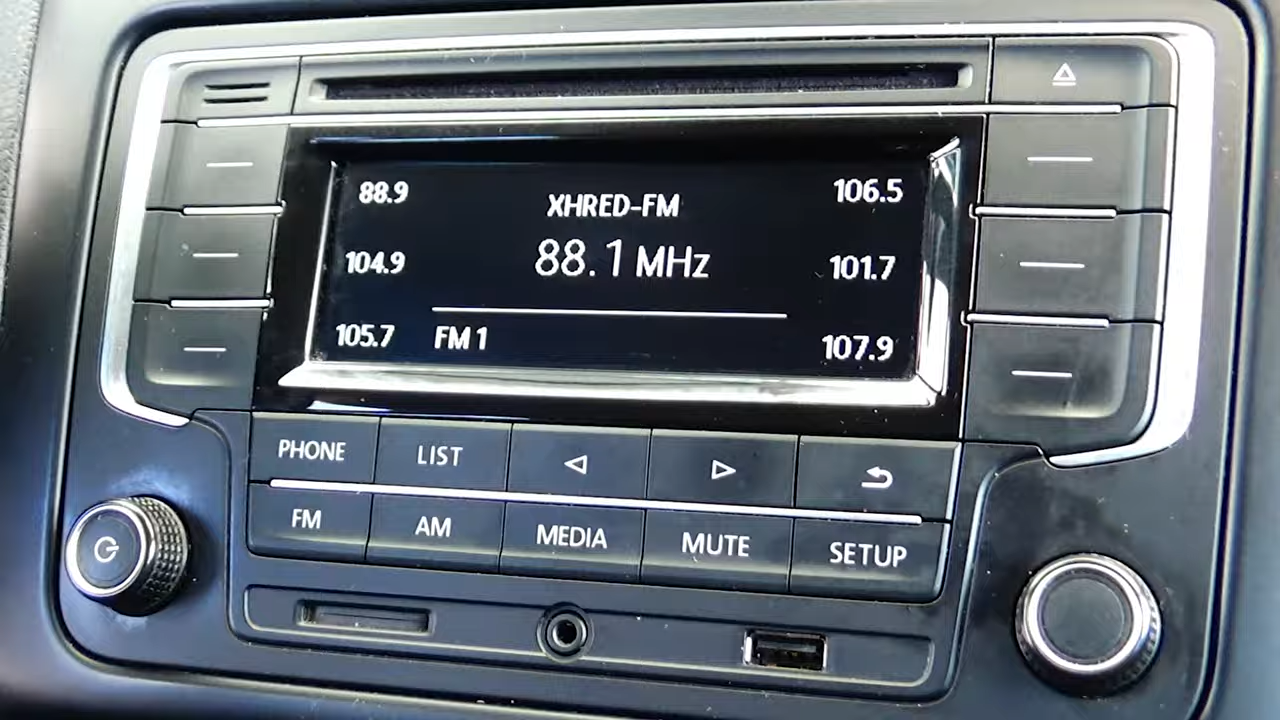 88.9 XHRED-FM 106.5
104.9 88.1 MHz 101.7
105.7 FM 1 107.9
PHONE LIST
FM AM MEDIA MUTE SETUP